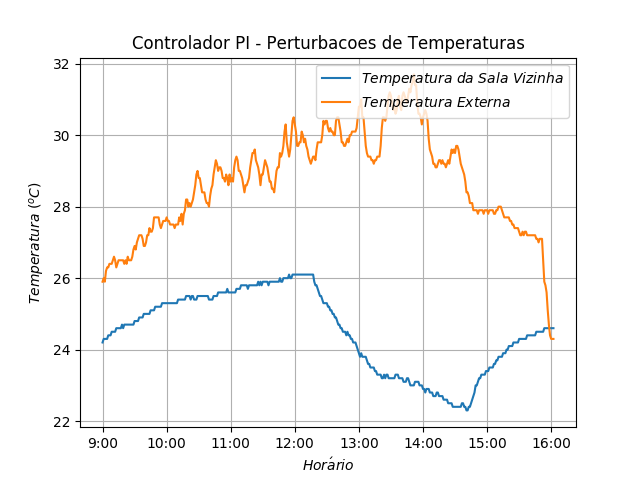 Controlador PI - Perturbacoes de Temperaturas
Temperatura da Sala Vizinha
Temperatura Externa
32
30
28
26
24
22
Temperatura (ºC)
9:00 10:00 11:00 12:00 13:00 14:00 15:00 16:00
Horário